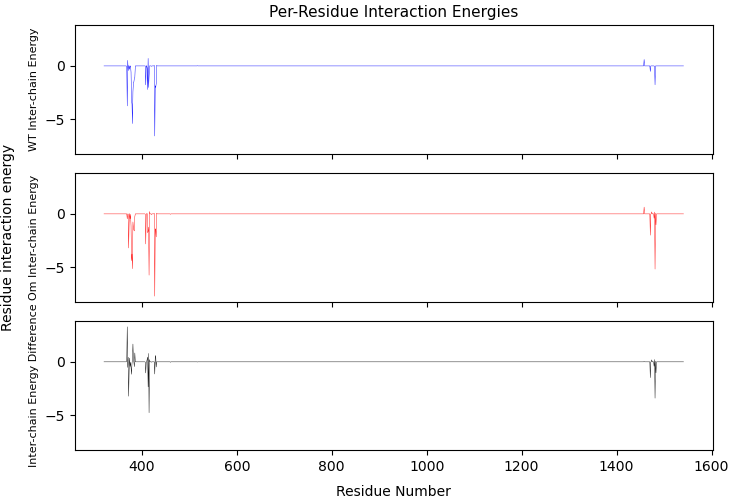 Per-Residue Interaction Energies
Residue interaction energy
WT Inter-chain Energy
0
−5
Om Inter-chain Energy
0
−5
Inter-chain Energy Difference
0
−5
400
600
800
1000
1200
1400
1600
Residue Number